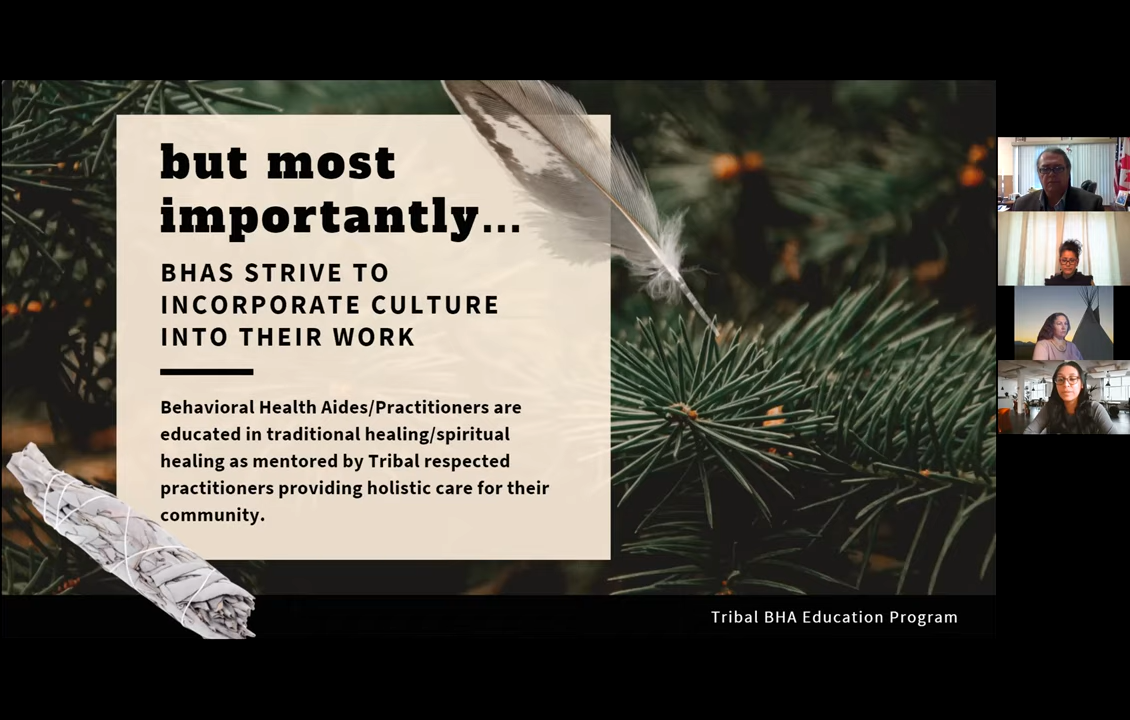 but most
importantly...
BHAS STRIVE TO
INCORPORATE CULTURE
INTO THEIR WORK
Behavioral Health Aides/Practitioners are
educated in traditional healing/spiritual
healing as mentored by Tribal respected
practitioners providing holistic care for their
community.
Tribal BHA Education Program